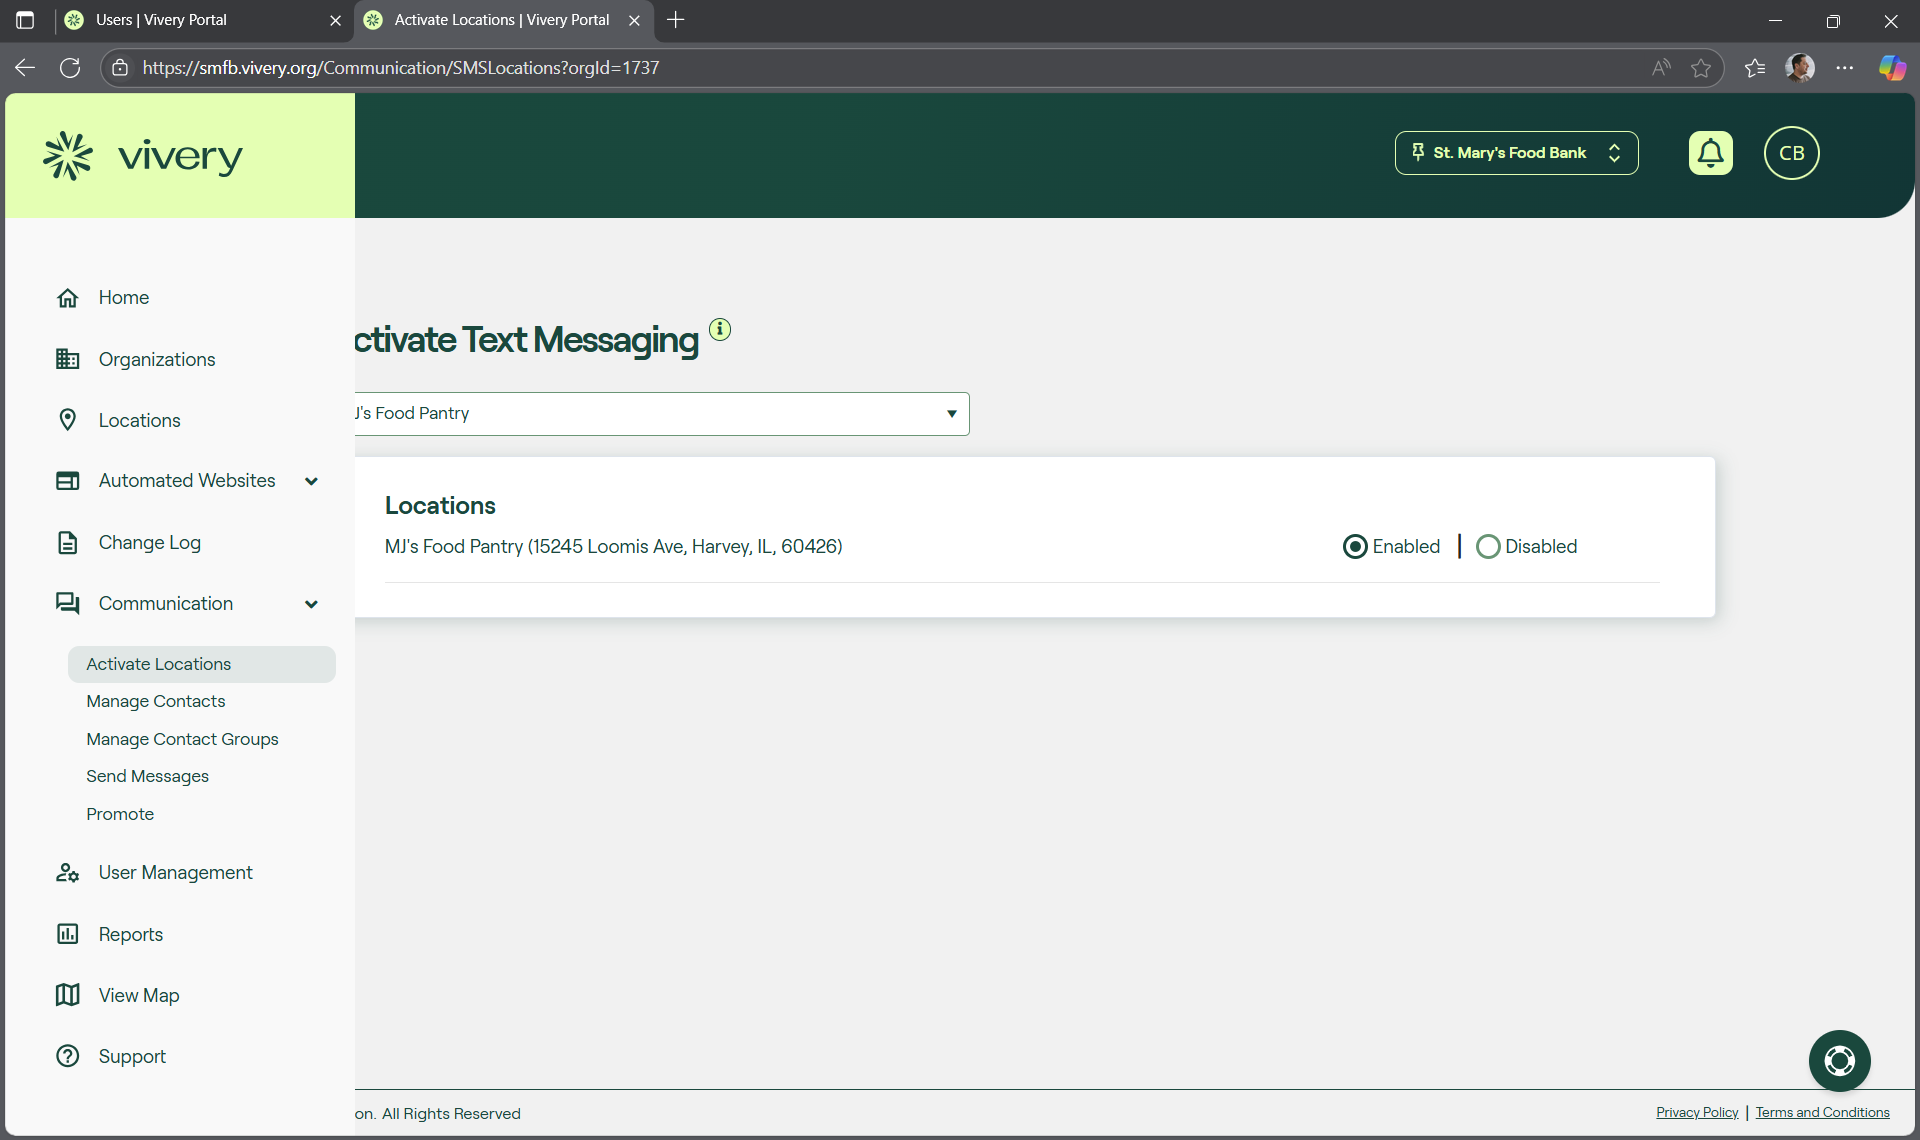 Users | Vivery Portal
Activate Locations | Vivery Portal
https://smfb.vivery.org/Communication/SMSLocations?orgId=1737
vivery
St. Mary's Food Bank
CB
Home
Organizations
Locations
Automated Websites
Change Log
Communication
Activate Locations
Manage Contacts
Manage Contact Groups
Send Messages
Promote
User Management
Reports
View Map
Support
ctivate Text Messaging
J's Food Pantry
Locations
MJ's Food Pantry (15245 Loomis Ave, Harvey, IL, 60426)
Enabled | Disabled
on. All Rights Reserved
Privacy Policy | Terms and Conditions